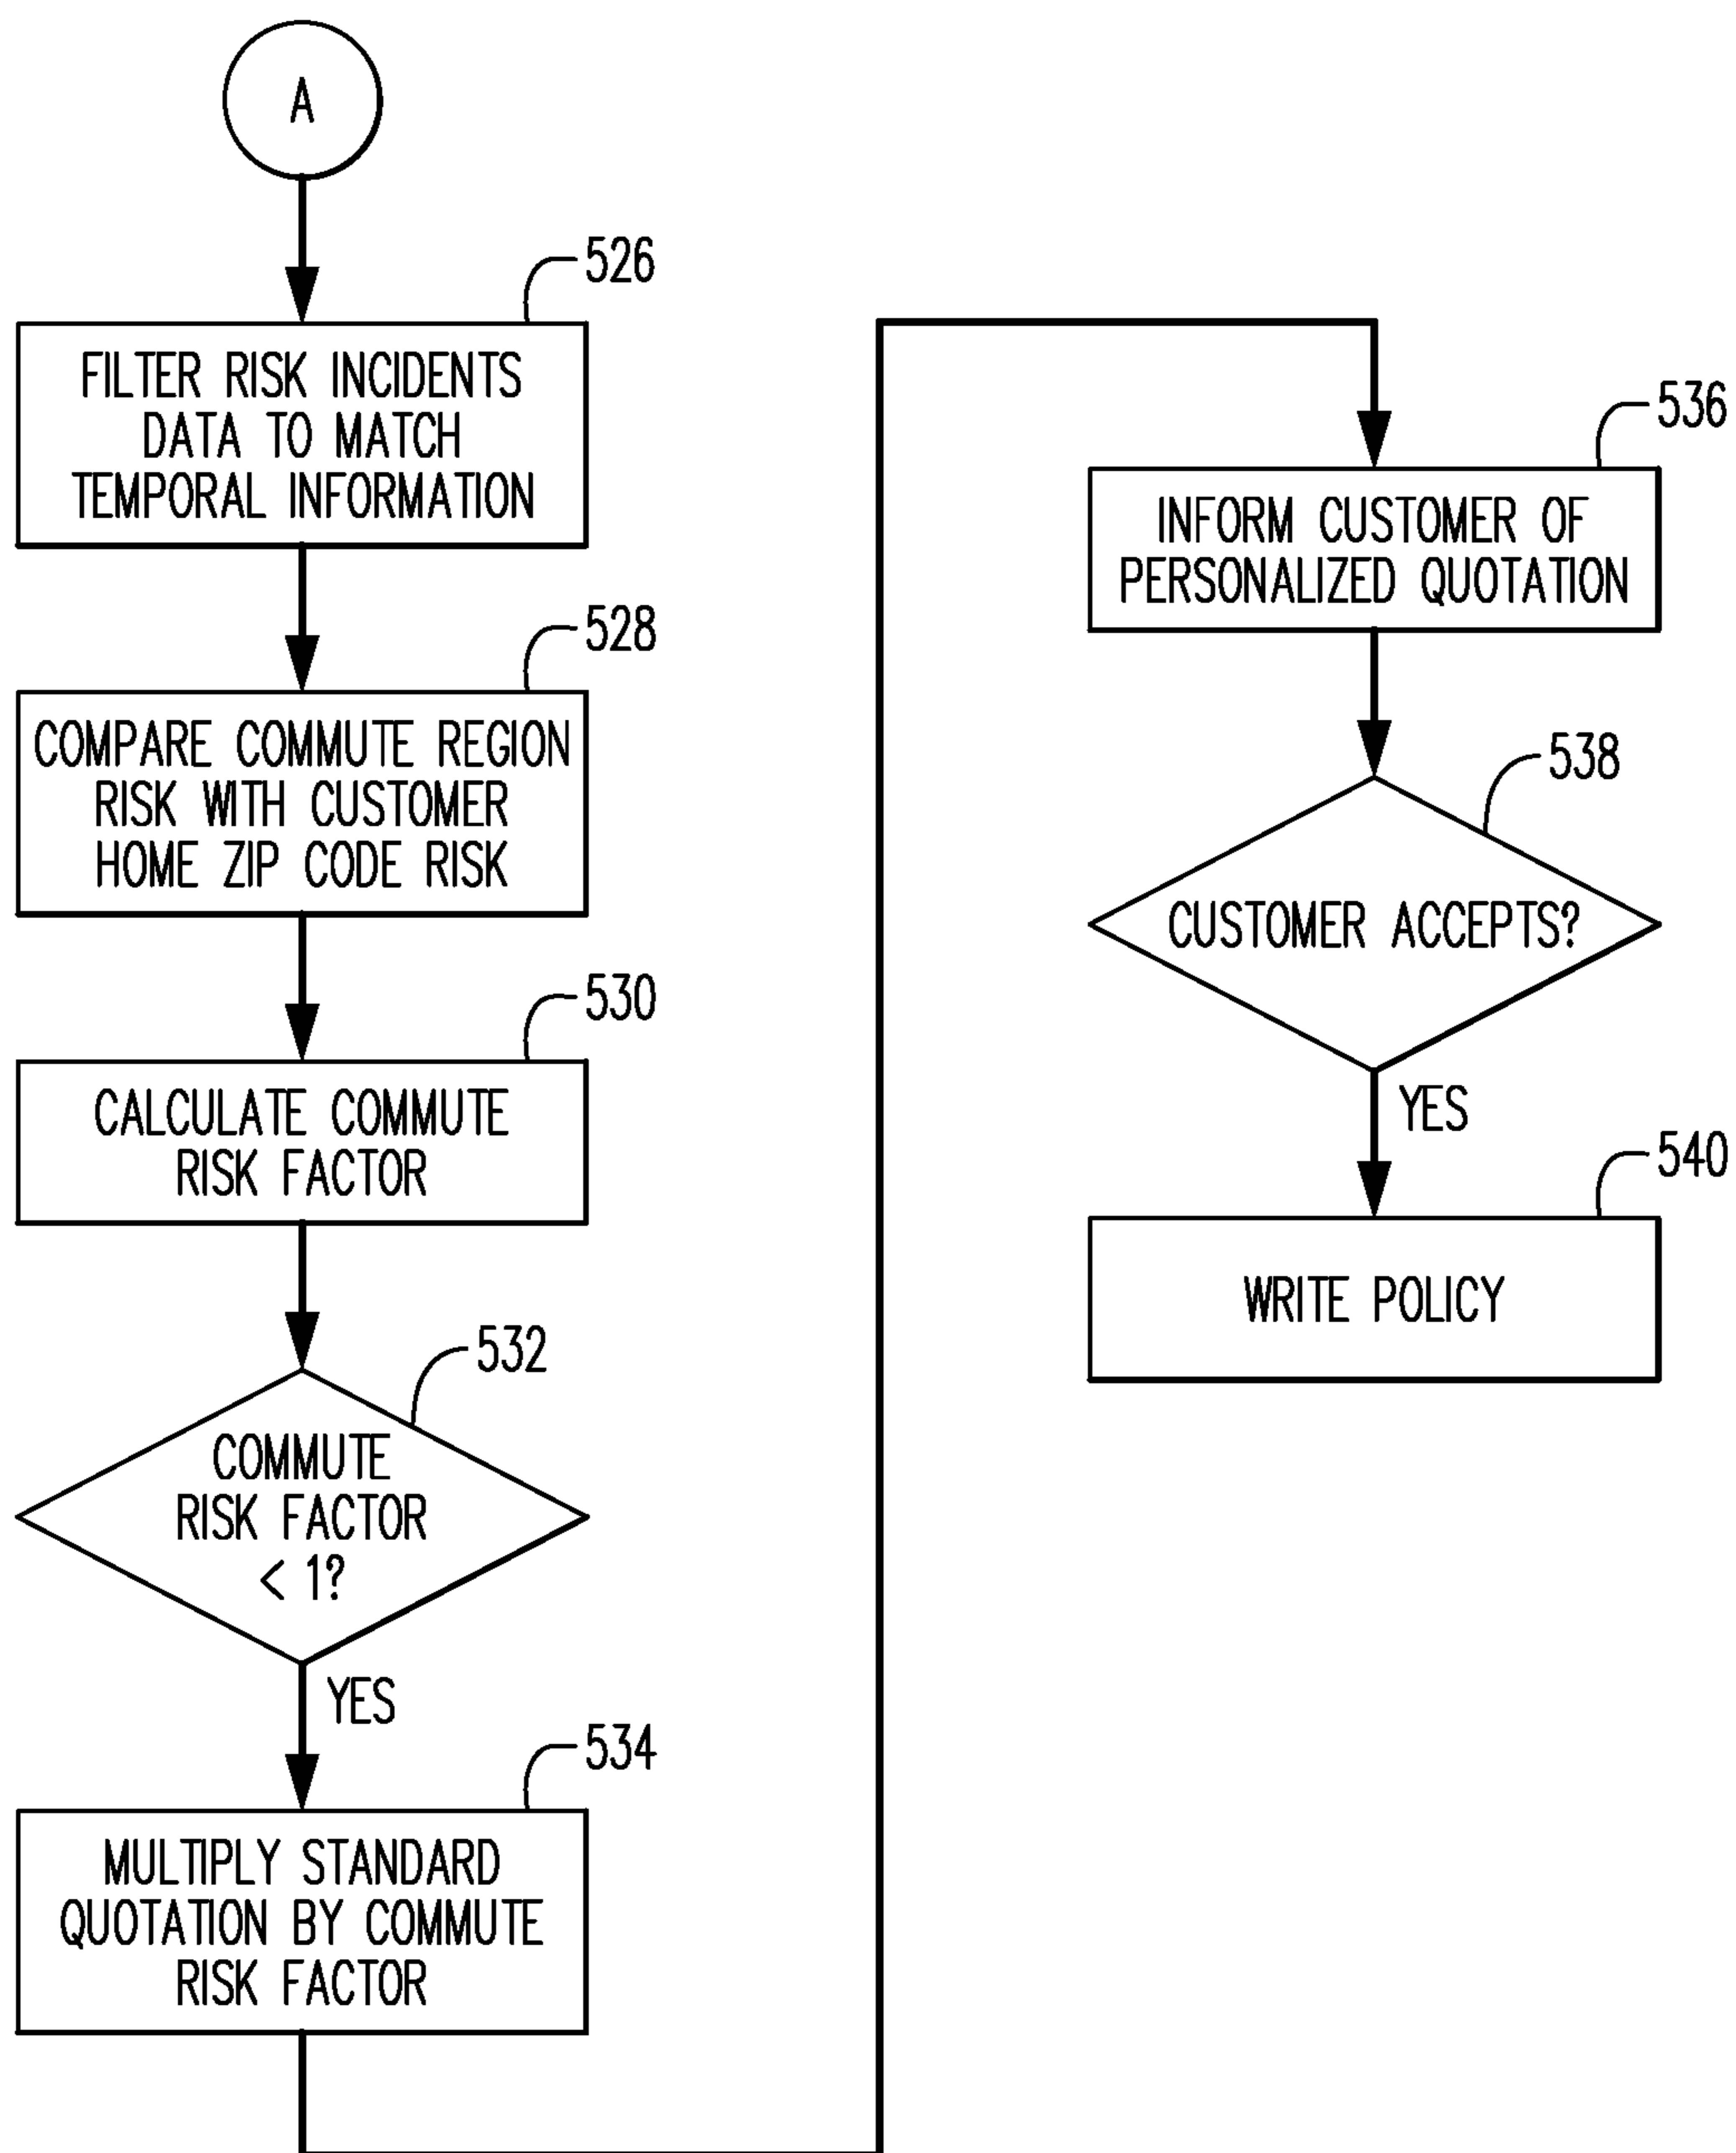 A
526
FILTER RISK INCIDENTS
DATA TO MATCH
TEMPORAL INFORMATION
528
COMPARE COMMUTE REGION
RISK WITH CUSTOMER
HOME ZIP CODE RISK
530
CALCULATE COMMUTE
RISK FACTOR
532
COMMUTE
RISK FACTOR
< 1?
YES
534
MULTIPLY STANDARD
QUOTATION BY COMMUTE
RISK FACTOR
536
INFORM CUSTOMER OF
PERSONALIZED QUOTATION
538
CUSTOMER ACCEPTS?
YES
540
WRITE POLICY